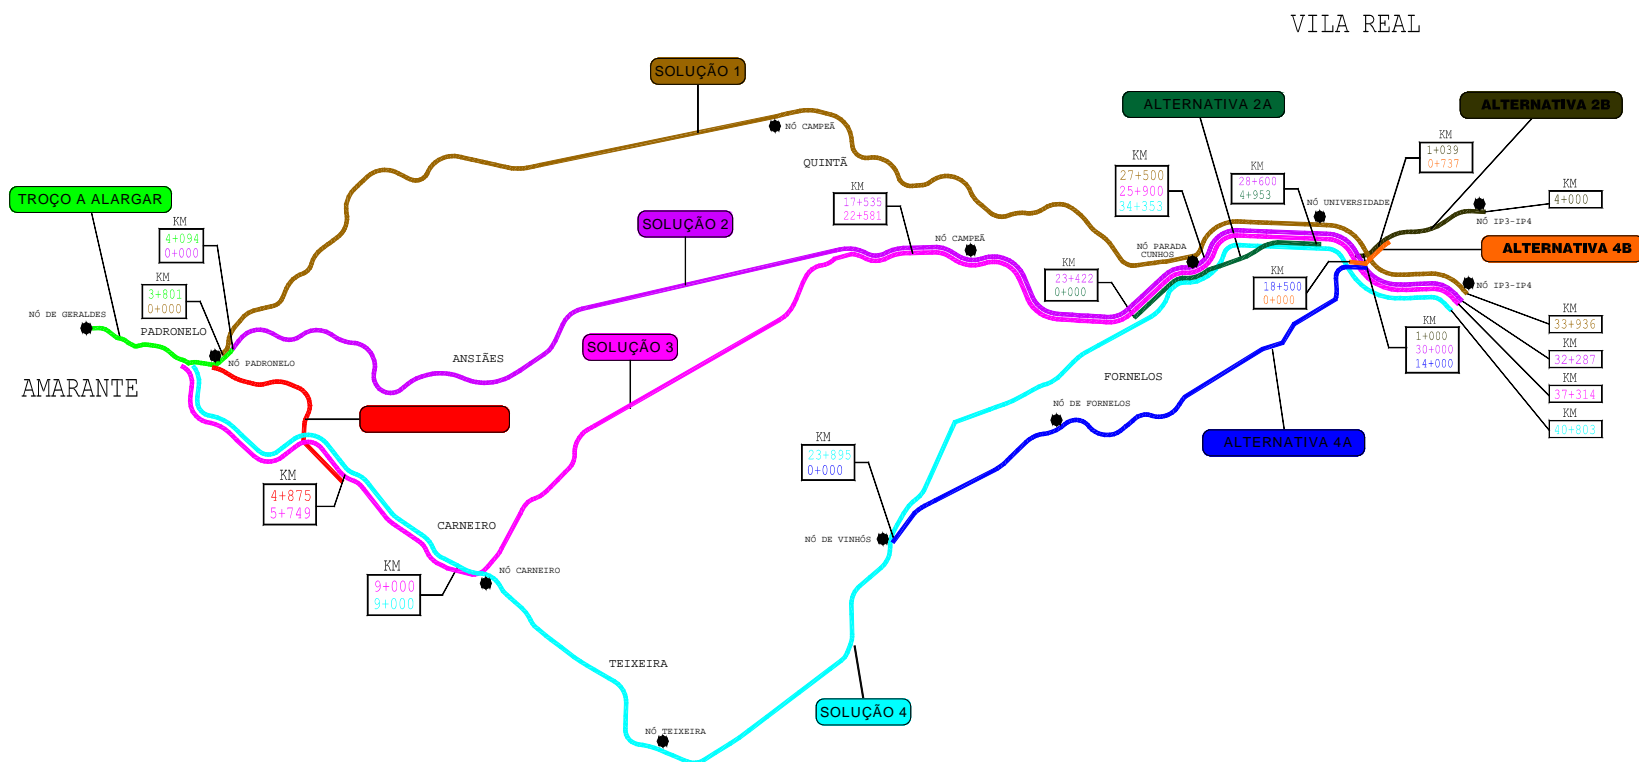 VILA REAL
SOLUÇÃO 1
ALTERNATIVA 2A
ALTERNATIVA 2B
NÓ CAMPEÃ
KM
1+039
0+737
QUINTÃ
KM
27+500
25+900
34+353
KM
28+600
4+953
KM
4+000
TROÇO A ALARGAR
KM
17+535
22+581
NÓ UNIVERSIDADE
NÓ IP3-IP4
SOLUÇÃO 2
KM
4+094
0+000
NÓ CAMPEÃ
NÓ PARADA
CUNHOS
ALTERNATIVA 4B
KM
3+801
0+000
KM
23+422
0+000
KM
18+500
0+000
NÓ IP3-IP4
NÓ DE GERALDES
PADRONELO
KM
33+936
KM
1+000
30+000
14+000
KM
32+287
SOLUÇÃO 3
ANSIÃES
NÓ PADRONELO
AMARANTE
FORNELOS
KM
37+314
NÓ DE FORNELOS
KM
40+803
ALTERNATIVA 4A
KM
23+895
0+000
KM
4+875
5+749
CARNEIRO
NÓ DE VINHÓS
KM
9+000
9+000
NÓ CARNEIRO
TEIXEIRA
SOLUÇÃO 4
NÓ TEIXEIRA